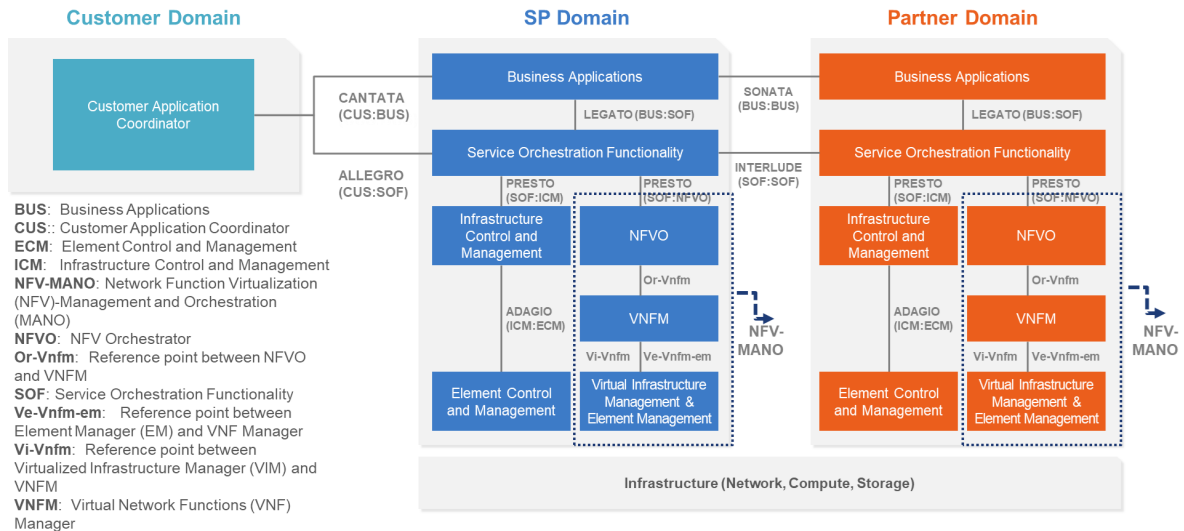 Customer Domain
SP Domain
Partner Domain
Customer Application
Coordinator
CANTATA
(CUS:BUS)
ALLEGRO
(CUS:SOF)
Business Applications
LEGATO (BUS:SOF)
Service Orchestration Functionality
PRESTO
(SOF:ICM)
PRESTO
(SOF:NFVO)
Infrastructure
Control and
Management
NFVO
Or-Vnfm
ADAGIO
(ICM:ECM)
VNFM
Vi-Vnfm
Ve-Vnfm-em
Element Control
and Management
Virtual Infrastructure
Management &
Element Management
NFV-
MANO
SONATA
(BUS:BUS)
INTERLUDE
(SOF:SOF)
Business Applications
LEGATO (BUS:SOF)
Service Orchestration Functionality
PRESTO
(SOF:ICM)
PRESTO
(SOF:NFVO)
Infrastructure
Control and
Management
NFVO
Or-Vnfm
ADAGIO
(ICM:ECM)
VNFM
Vi-Vnfm
Ve-Vnfm-em
Element Control
and Management
Virtual Infrastructure
Management &
Element Management
NFV-
MANO
Infrastructure (Network, Compute, Storage)
BUS: Business Applications
CUS:: Customer Application Coordinator
ECM: Element Control and Management
ICM: Infrastructure Control and Management
NFV-MANO: Network Function Virtualization
(NFV)-Management and Orchestration
(MANO)
NFVO: NFV Orchestrator
Or-Vnfm: Reference point between NFVO
and VNFM
SOF: Service Orchestration Functionality
Ve-Vnfm-em: Reference point between
Element Manager (EM) and VNF Manager
Vi-Vnfm: Reference point between
Virtualized Infrastructure Manager (VIM) and
VNFM
VNFM: Virtual Network Functions (VNF)
Manager